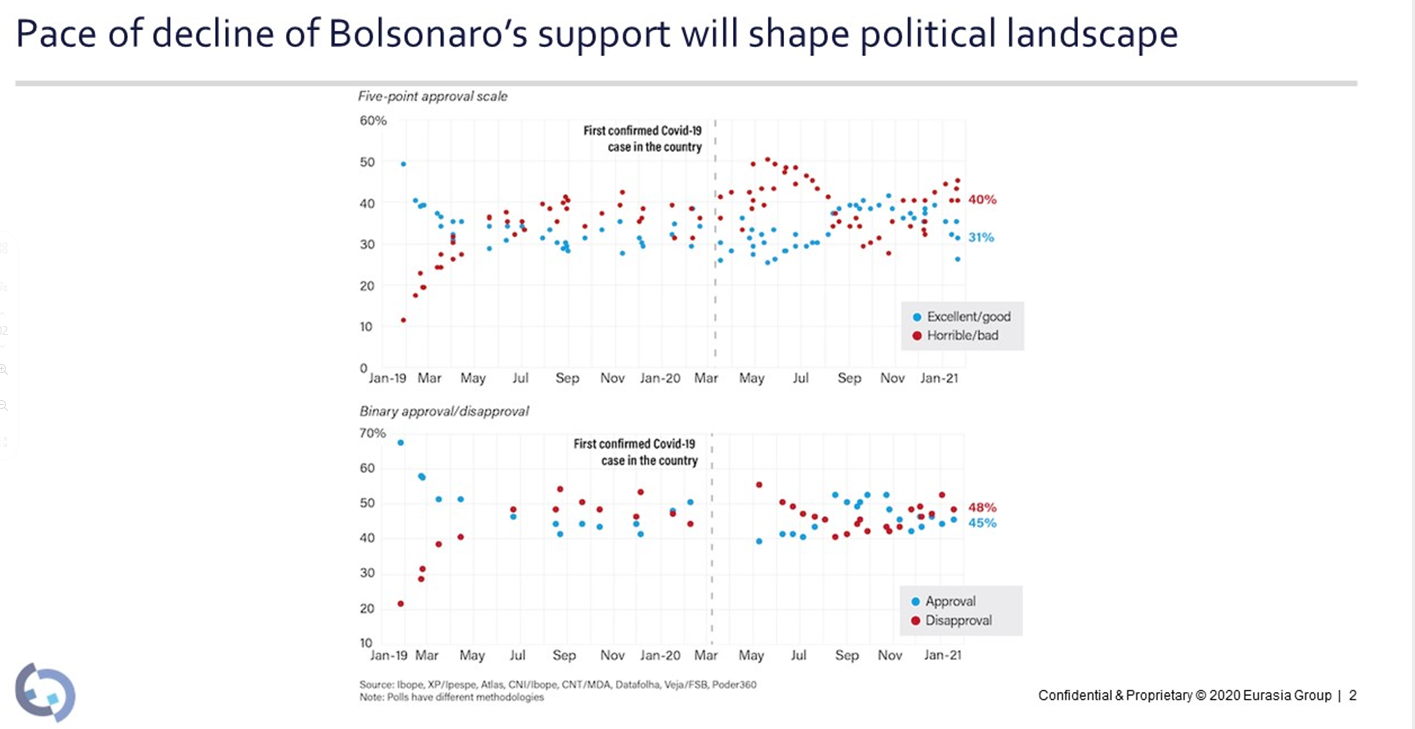 Pace of decline of Bolsonaro's support will shape political landscape
Five-point approval scale
60%
First confirmed Covid-19
case in the country
50
40
40%
30
31%
20
Excellent/good
10
Horrible/bad
0
Jan-19 Mar May Jul Sep Nov Jan-20 Mar May Jul Sep Nov Jan-21
Binary approval/disapproval
70%
First confirmed Covid-19
case in the country
60
50
48%
45%
40
30
Approval
20
Disapproval
10
Jan-19 Mar May Jul Sep Nov Jan-20 Mar May Jul Sep Nov Jan-21
Source: Ibope, XP/Ipespe, Atlas, CNI/Ibope, CNT/MDA, Datafolha, Veja/FSB, Poder360
Note: Polls have different methodologies
Confidential & Proprietary © 2020 Eurasia Group | 2